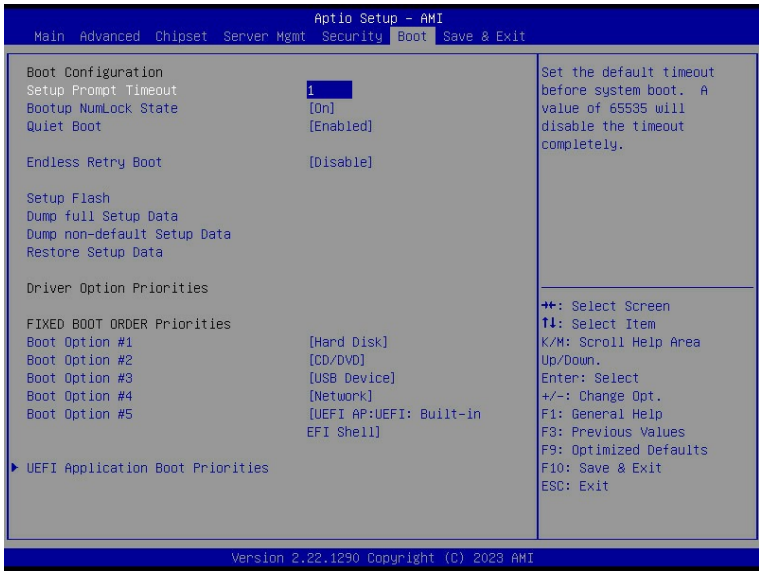 Aptio Setup – AMI
Main Advanced Chipset Server Mgmt Security Boot Save & Exit
Boot Configuration
Setup Prompt Timeout 1
Bootup NumLock State [On]
Quiet Boot [Enabled]
Endless Retry Boot [Disable]
Setup Flash
Dump full Setup Data
Dump non-default Setup Data
Restore Setup Data
Driver Option Priorities
FIXED BOOT ORDER Priorities
Boot Option #1 [Hard Disk]
Boot Option #2 [CD/DVD]
Boot Option #3 [USB Device]
Boot Option #4 [Network]
Boot Option #5 [UEFI AP:UEFI: Built-in
EFI Shell]
▶ UEFI Application Boot Priorities
Set the default timeout
before system boot. A
value of 65535 will
disable the timeout
completely.
→←: Select Screen
↑↓: Select Item
K/M: Scroll Help Area
Up/Down.
Enter: Select
+/-: Change Opt.
F1: General Help
F3: Previous Values
F9: Optimized Defaults
F10: Save & Exit
ESC: Exit
Version 2.22.1290 Copyright (C) 2023 AMI